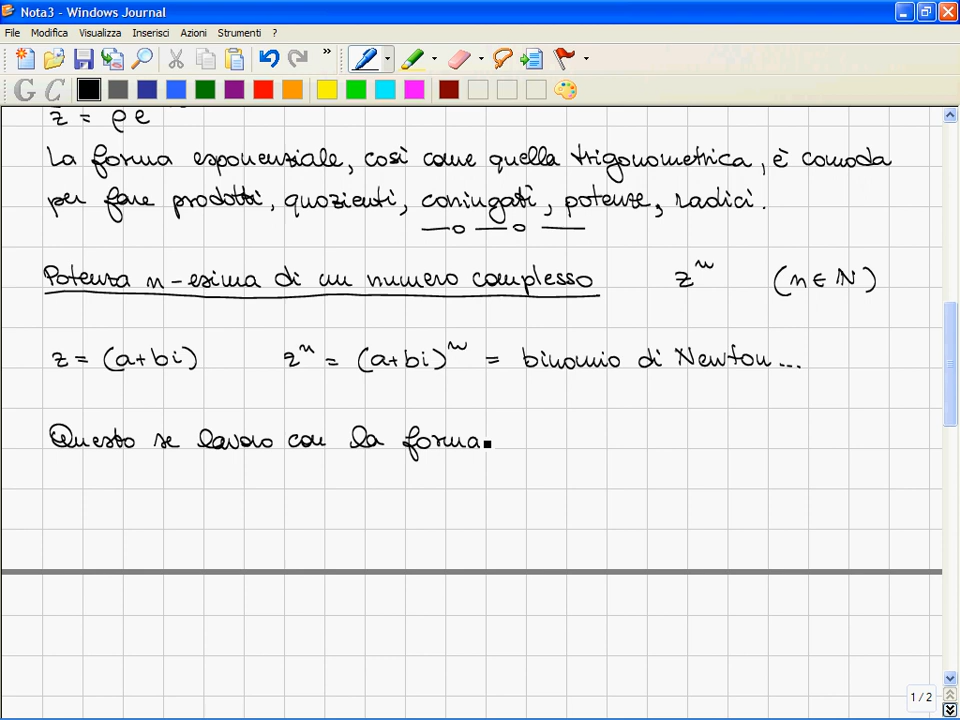 Nota3 - Windows Journal
File Modifica Visualizza Inserisci Azioni Strumenti ?
z = ρ e
La forma esponenziale, così come quella trigonometrica, è comoda
per fare prodotti, quozienti, coniugati, potenze, radici.
Potenza n-esima di un numero complesso z^n (n ∈ N)
z = (a+bi) z^n = (a+bi)^n = binomio di Newton...
Questo se lavoro con la forma
1 / 2